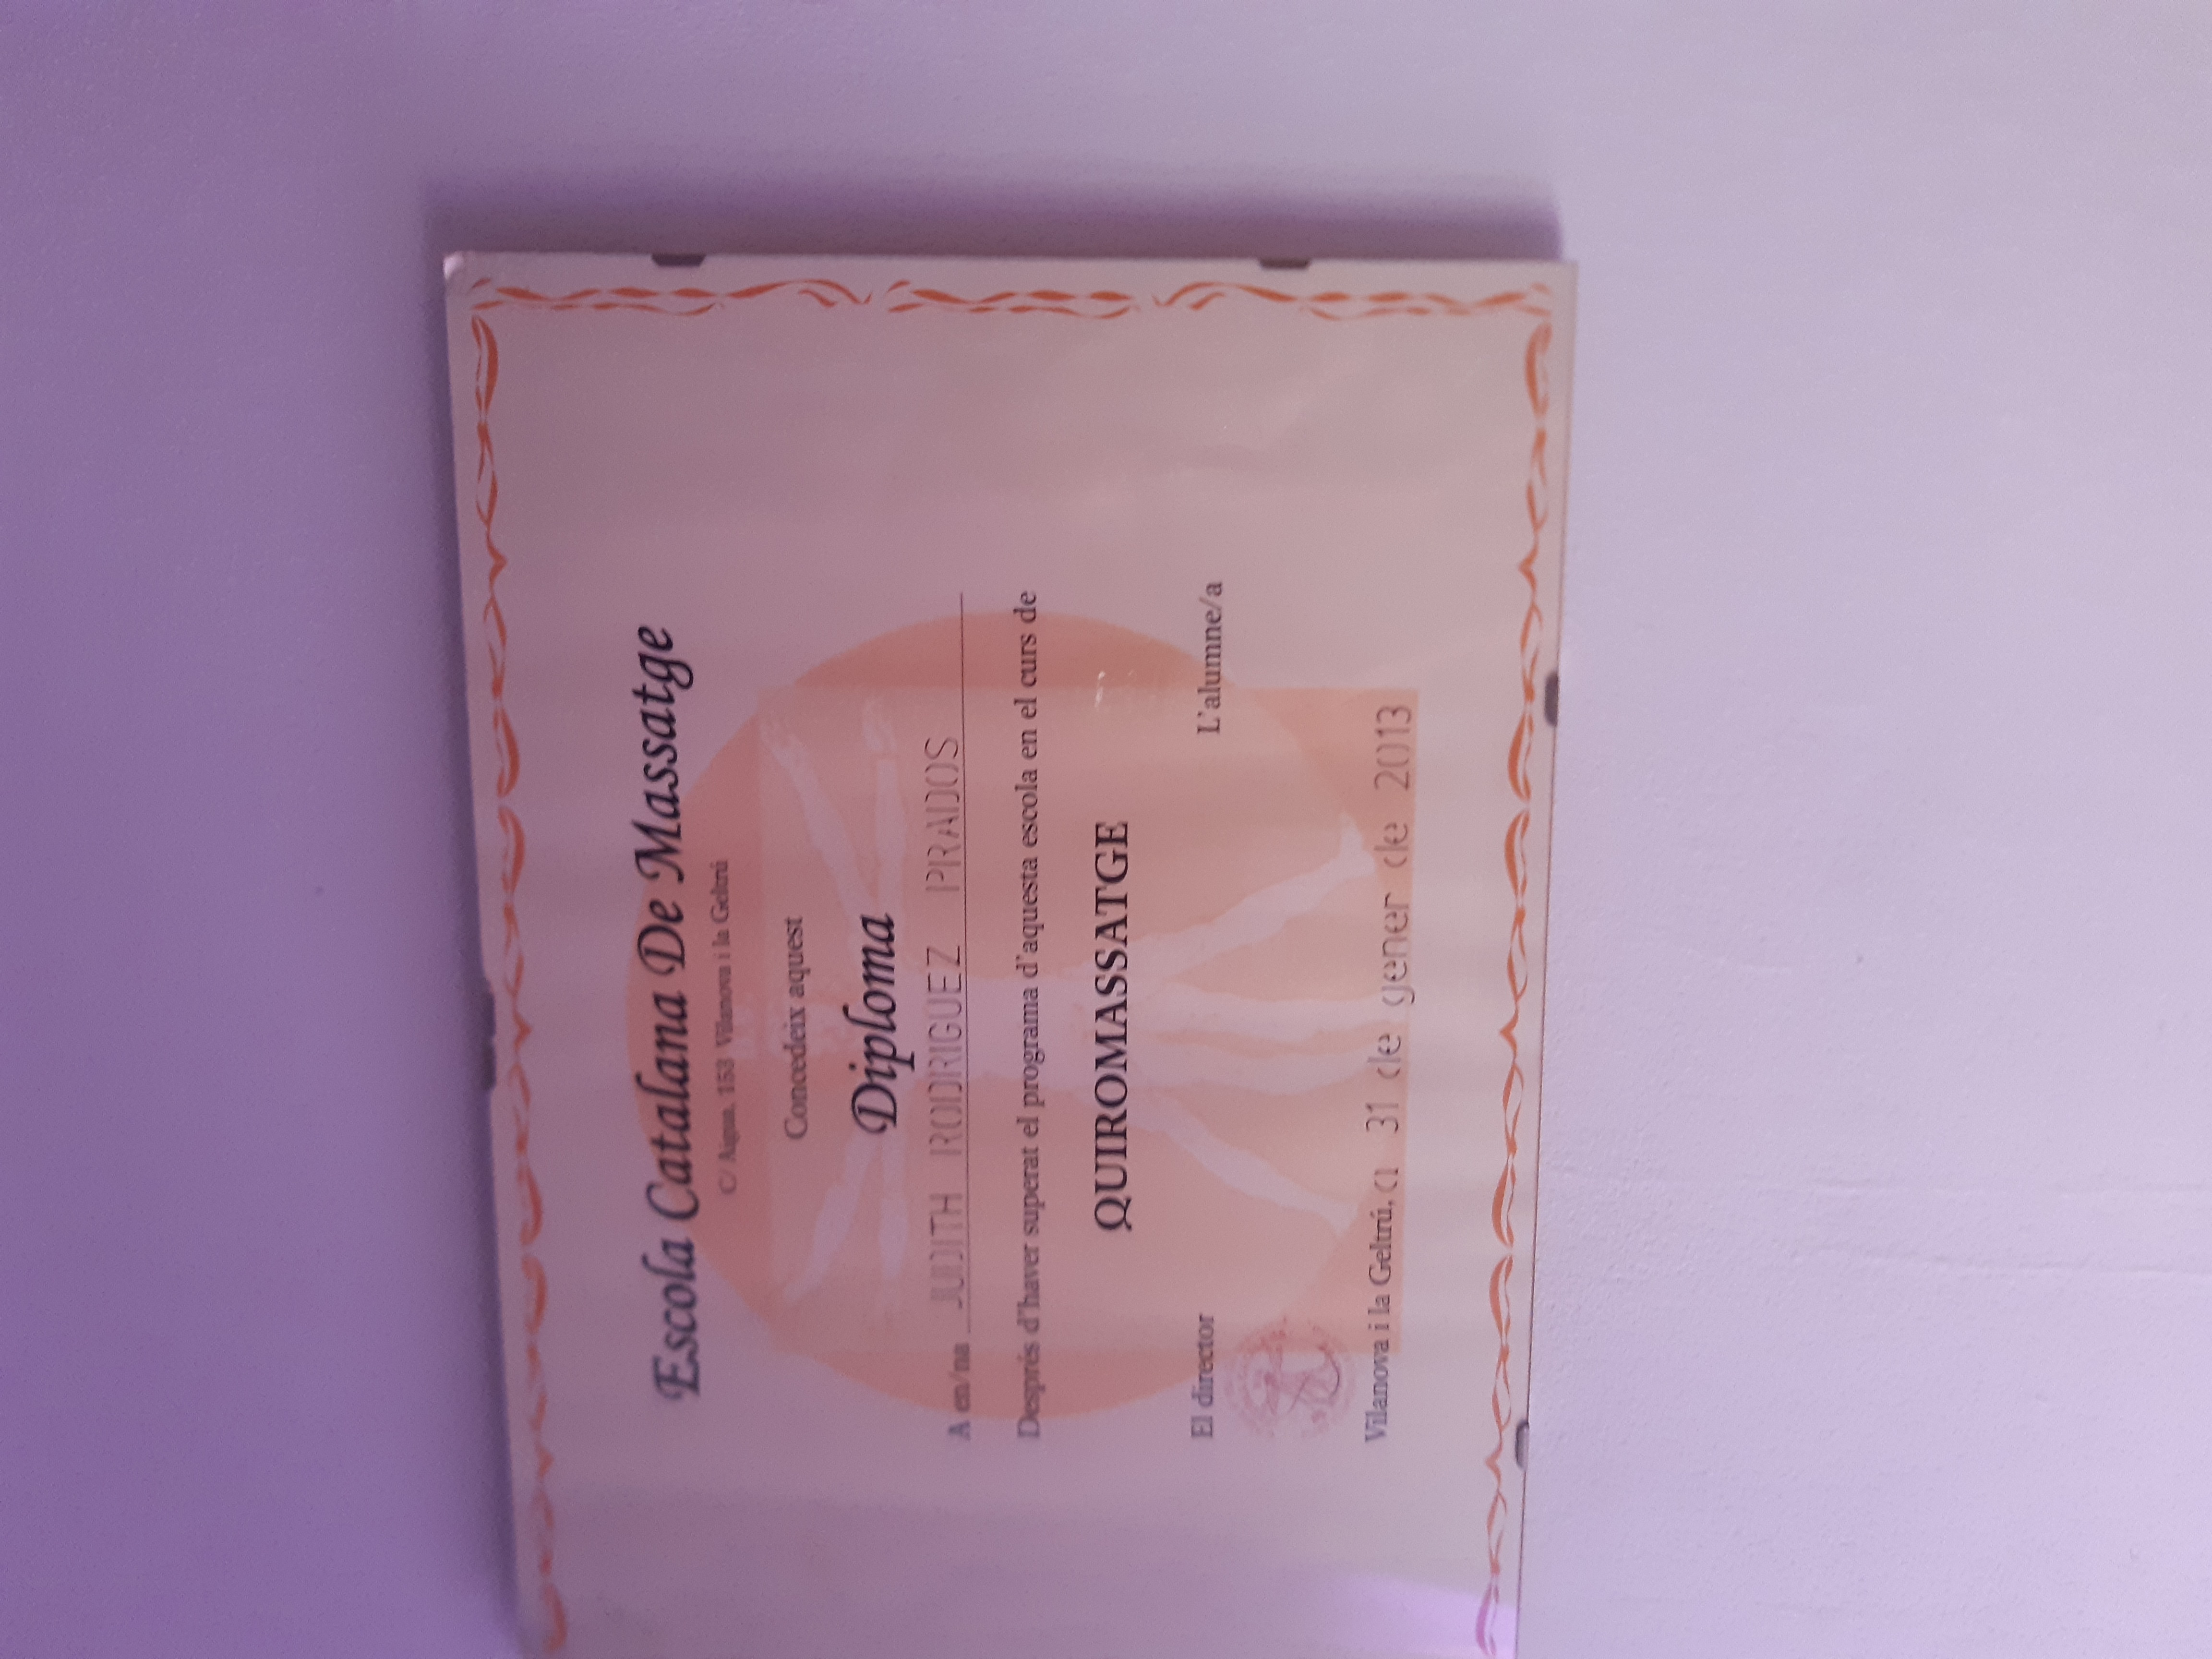 Escola Catalana De Massatge
C/ Aigua, 153 Vilanova i la Geltrú
Concedeix aquest
Diploma
A en/na JUDITH RODRIGUEZ PRADOS
Després d'haver superat el programa d'aquesta escola en el curs de
QUIROMASSATGE
El director L'alumne/a
Vilanova i la Geltrú, a 31 de gener de 2013